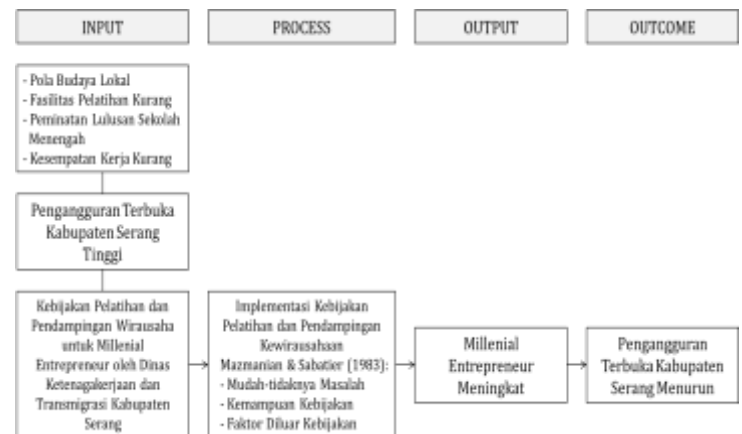 INPUT
PROCESS
OUTPUT
OUTCOME
- Pola Budaya Lokal
- Fasilitas Pelatihan Kurang
- Peminatan Lulusan Sekolah
Menengah
- Kesempatan Kerja Kurang
Pengangguran Terbuka
Kabupaten Serang
Tinggi
Kebijakan Pelatihan dan
Pendampingan Wirausaha
untuk Millenial
Entrepreneur oleh Dinas
Ketenagakerjaan dan
Transmigrasi Kabupaten
Serang
Implementasi Kebijakan
Pelatihan dan Pendampingan
Kewirausahaan
Mazmanian & Sabatier (1983):
- Mudah-tidaknya Masalah
- Kemampuan Kebijakan
- Faktor Diluar Kebijakan
Millenial
Entrepreneur
Meningkat
Pengangguran
Terbuka Kabupaten
Serang Menurun